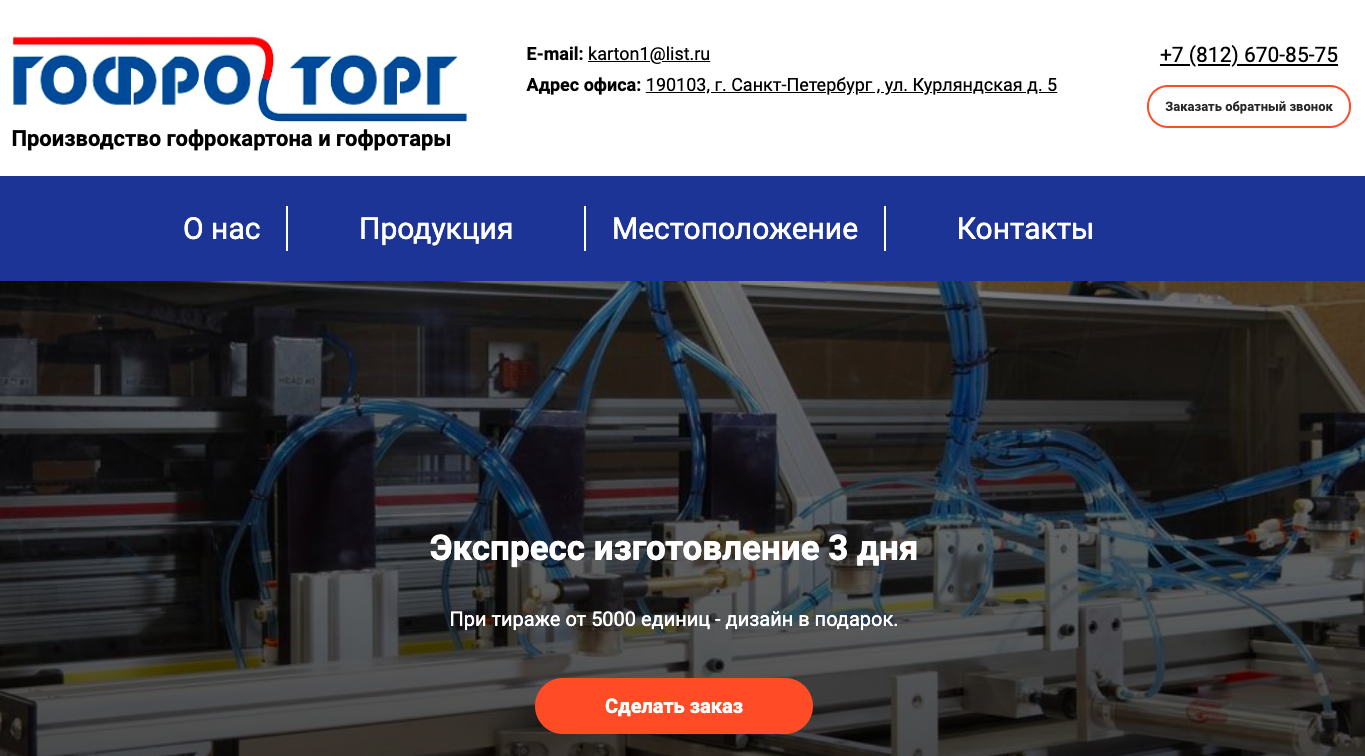 ГОФРО ТОРГ
Производство гофрокартона и гофротары
E-mail: karton1@list.ru
Адрес офиса: 190103, г. Санкт-Петербург , ул. Курляндская д. 5
+7 (812) 670-85-75
Заказать обратный звонок
О нас
Продукция
Местоположение
Контакты
Экспресс изготовление 3 дня
При тираже от 5000 единиц - дизайн в подарок.
Сделать заказ